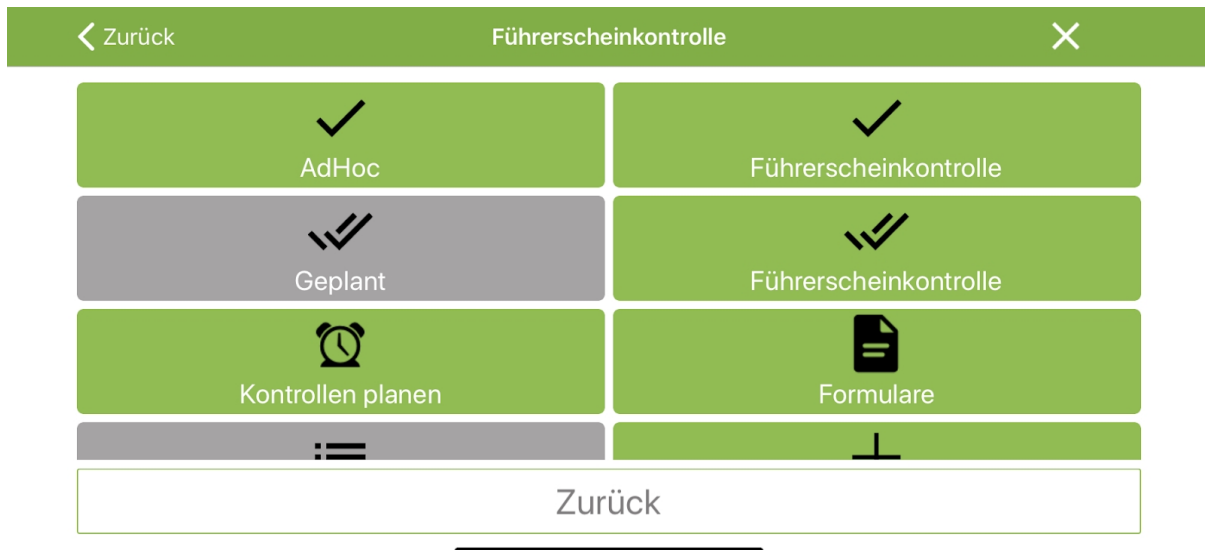 Zurück
Führerscheinkontrolle
AdHoc
Führerscheinkontrolle
Geplant
Führerscheinkontrolle
Kontrollen planen
Formulare
Zurück